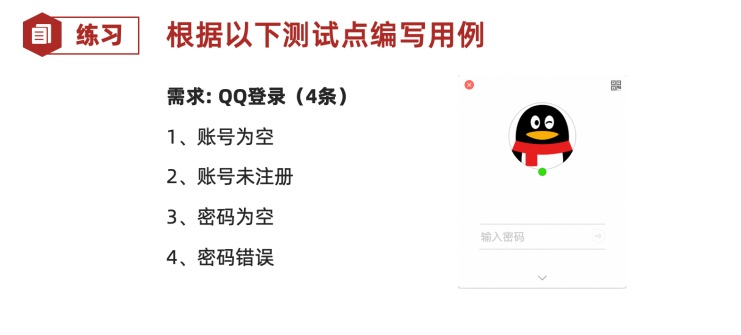 练习
根据以下测试点编写用例
需求: QQ登录（4条）
1、账号为空
2、账号未注册
3、密码为空
4、密码错误
输入密码